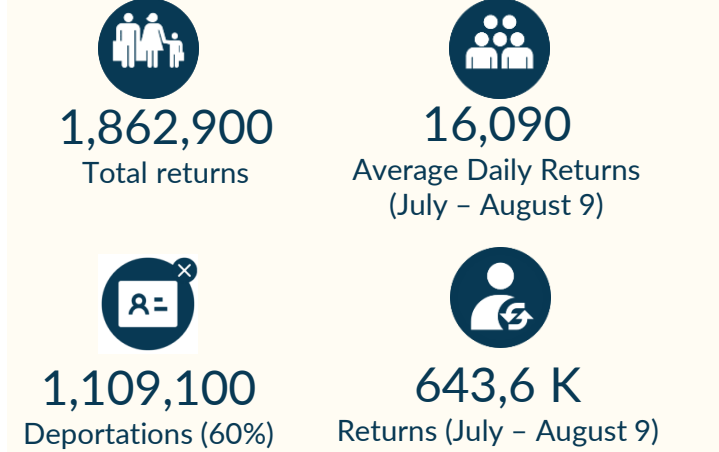 1,862,900
Total returns
16,090
Average Daily Returns
(July – August 9)
1,109,100
Deportations (60%)
643,6 K
Returns (July – August 9)